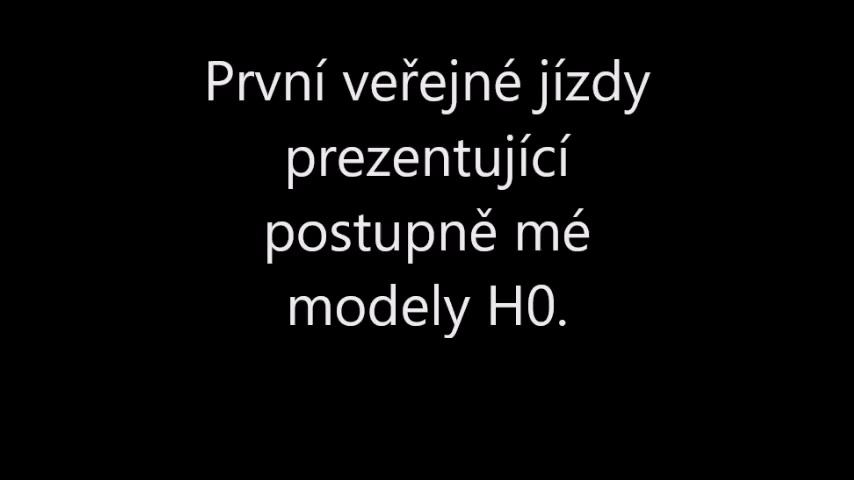 První veřejné jízdy
prezentující
postupně mé
modely H0.